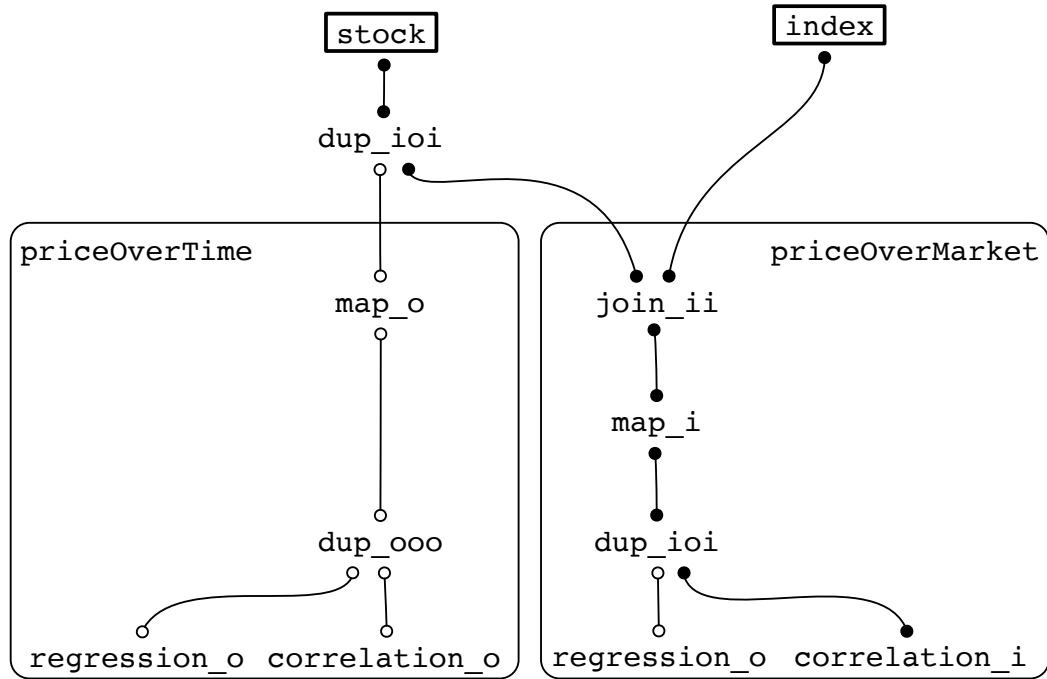 stock
index
dup_ioi
priceOverTime
priceOverMarket
map_o
join_ii
map_i
dup_ooo
dup_ioi
regression_o
correlation_o
regression_o
correlation_i